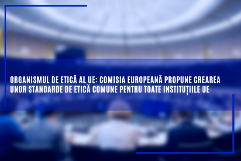 ORGANISMUL DE ETICĂ AL UE: COMISIA EUROPEANĂ PROPUNE CREAREA
UNOR STANDARDE DE ETICĂ COMUNE PENTRU TOATE INSTITUȚIILE UE